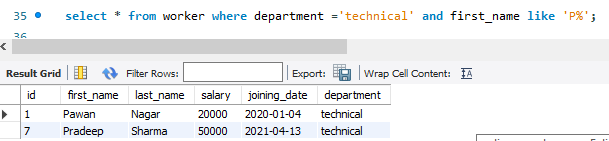 35 select * from worker where department ='technical' and first_name like 'P%';
36
Result Grid Filter Rows: Export: Wrap Cell Content:
id first_name last_name salary joining_date department
1 Pawan Nagar 20000 2020-01-04 technical
7 Pradeep Sharma 50000 2021-04-13 technical